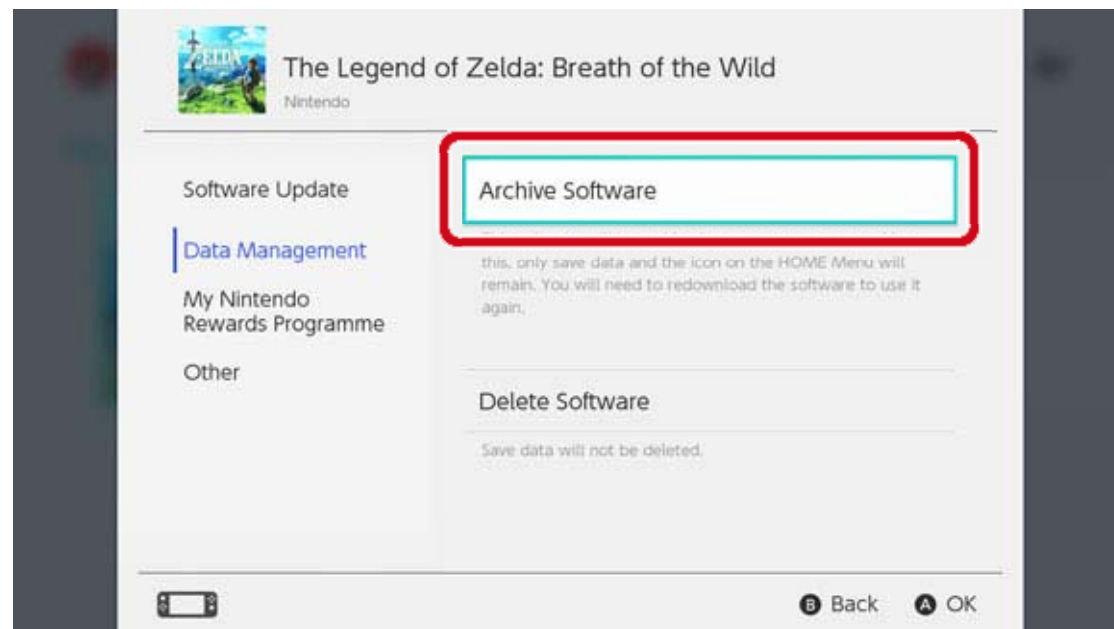 ZELDA
The Legend of Zelda: Breath of the Wild
Nintendo
Software Update
Data Management
My Nintendo
Rewards Programme
Other
Archive Software
this, only save data and the icon on the HOME Menu will
remain. You will need to redownload the software to use it
again.
Delete Software
Save data will not be deleted.
B Back
A OK